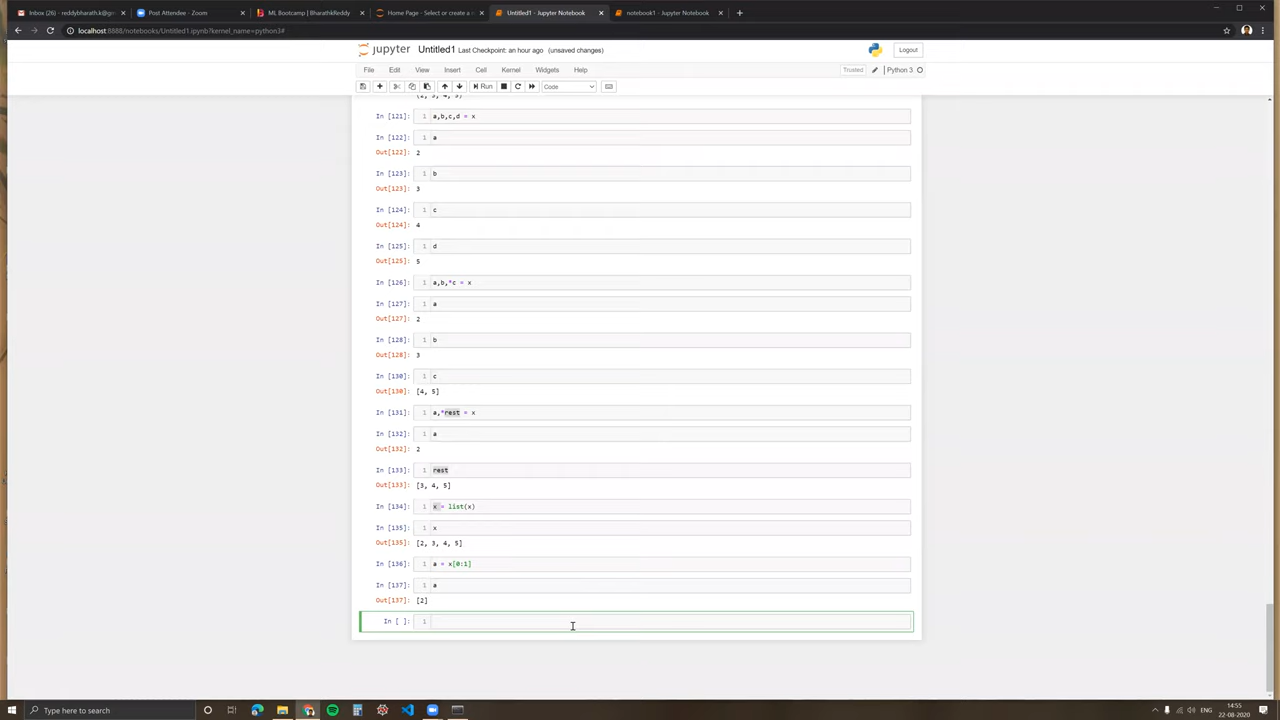 Inbox (26) - reddybharath.k@g
Post Attendee - Zoom
ML Bootcamp | BharathKReddy
Home Page - Select or create a n
Untitled1 - Jupyter Notebook
notebook1 - Jupyter Notebook
localhost:8888/notebooks/Untitled1.ipynb?kernel_name=python3#
jupyter Untitled1 Last Checkpoint: an hour ago (unsaved changes)
Logout
File Edit View Insert Cell Kernel Widgets Help
Trusted
Python 3
Run
Code
(2, 3, 4, 5)
In [121]: 1 a,b,c,d = x
In [122]: 1 a
Out[122]: 2
In [123]: 1 b
Out[123]: 3
In [124]: 1 c
Out[124]: 4
In [125]: 1 d
Out[125]: 5
In [126]: 1 a,b,*c = x
In [127]: 1 a
Out[127]: 2
In [128]: 1 b
Out[128]: 3
In [130]: 1 c
Out[130]: [4, 5]
In [131]: 1 a,*rest = x
In [132]: 1 a
Out[132]: 2
In [133]: 1 rest
Out[133]: [3, 4, 5]
In [134]: 1 x = list(x)
In [135]: 1 x
Out[135]: [2, 3, 4, 5]
In [136]: 1 a = x[0:1]
In [137]: 1 a
Out[137]: [2]
In [ ]: 1
Type here to search
ENG
14:55
22-08-2020